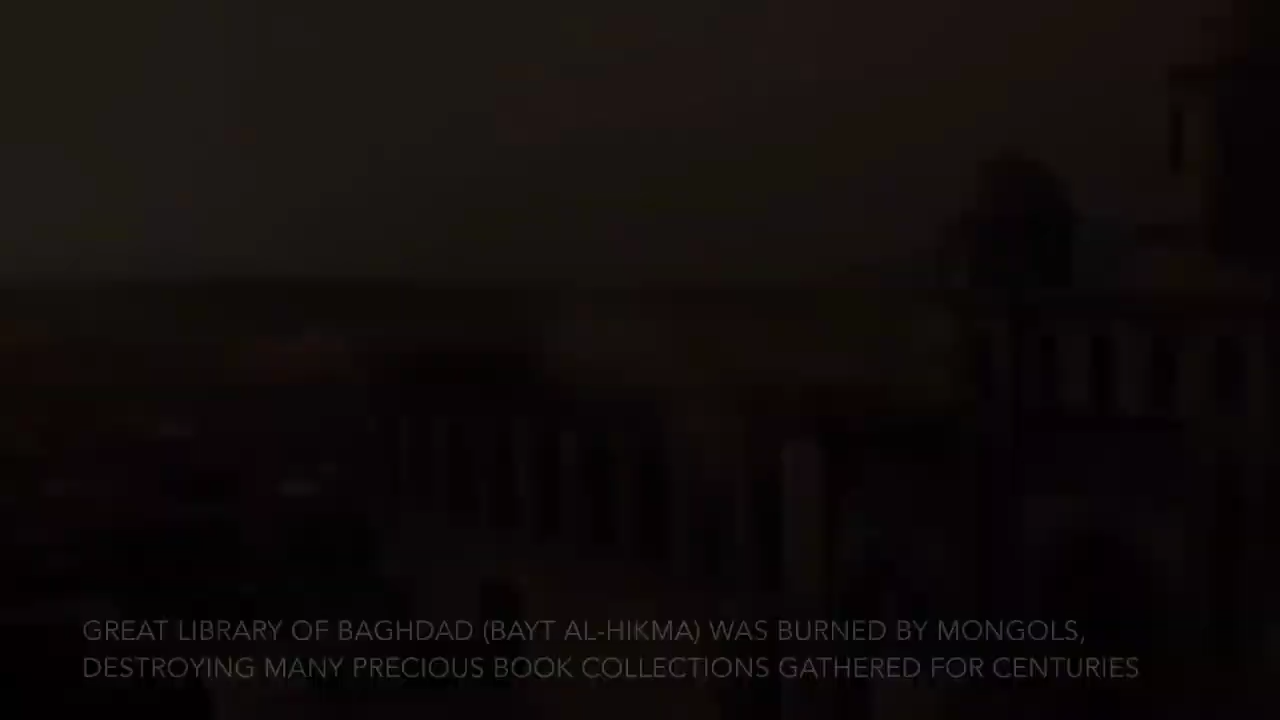 GREAT LIBRARY OF BAGHDAD (BAYT AL-HIKMA) WAS BURNED BY MONGOLS,
DESTROYING MANY PRECIOUS BOOK COLLECTIONS GATHERED FOR CENTURIES